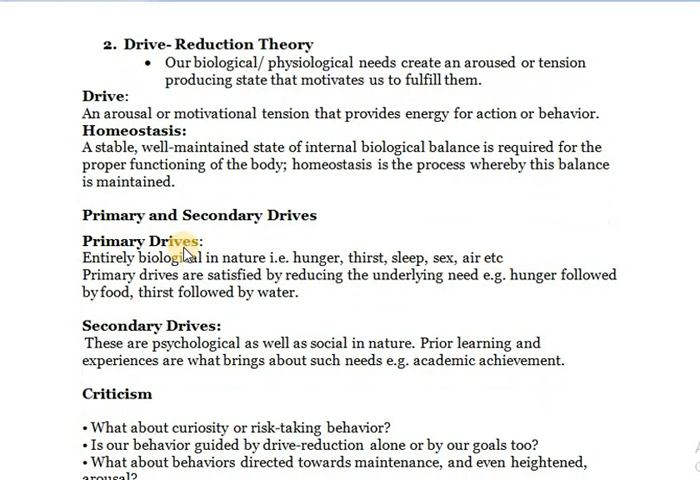 2. Drive- Reduction Theory
• Our biological/ physiological needs create an aroused or tension
producing state that motivates us to fulfill them.
Drive:
An arousal or motivational tension that provides energy for action or behavior.
Homeostasis:
A stable, well-maintained state of internal biological balance is required for the
proper functioning of the body; homeostasis is the process whereby this balance
is maintained.
Primary and Secondary Drives
Primary Drives:
Entirely biological in nature i.e. hunger, thirst, sleep, sex, air etc
Primary drives are satisfied by reducing the underlying need e.g. hunger followed
by food, thirst followed by water.
Secondary Drives:
These are psychological as well as social in nature. Prior learning and
experiences are what brings about such needs e.g. academic achievement.
Criticism
• What about curiosity or risk-taking behavior?
• Is our behavior guided by drive-reduction alone or by our goals too?
• What about behaviors directed towards maintenance, and even heightened,
arousal?